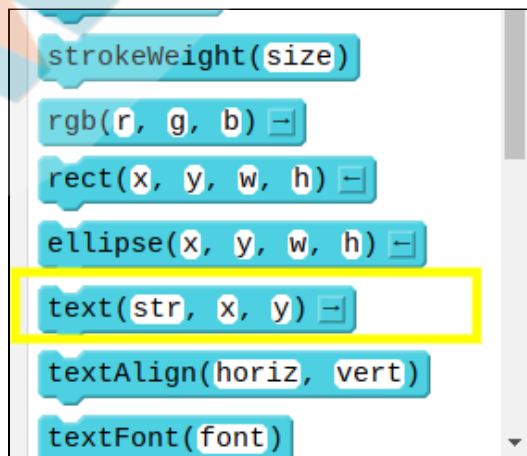 strokeWeight(size)
rgb(r, g, b) →
rect(x, y, w, h) ←
ellipse(x, y, w, h) ←
text(str, x, y) →
textAlign(horiz, vert)
textFont(font)